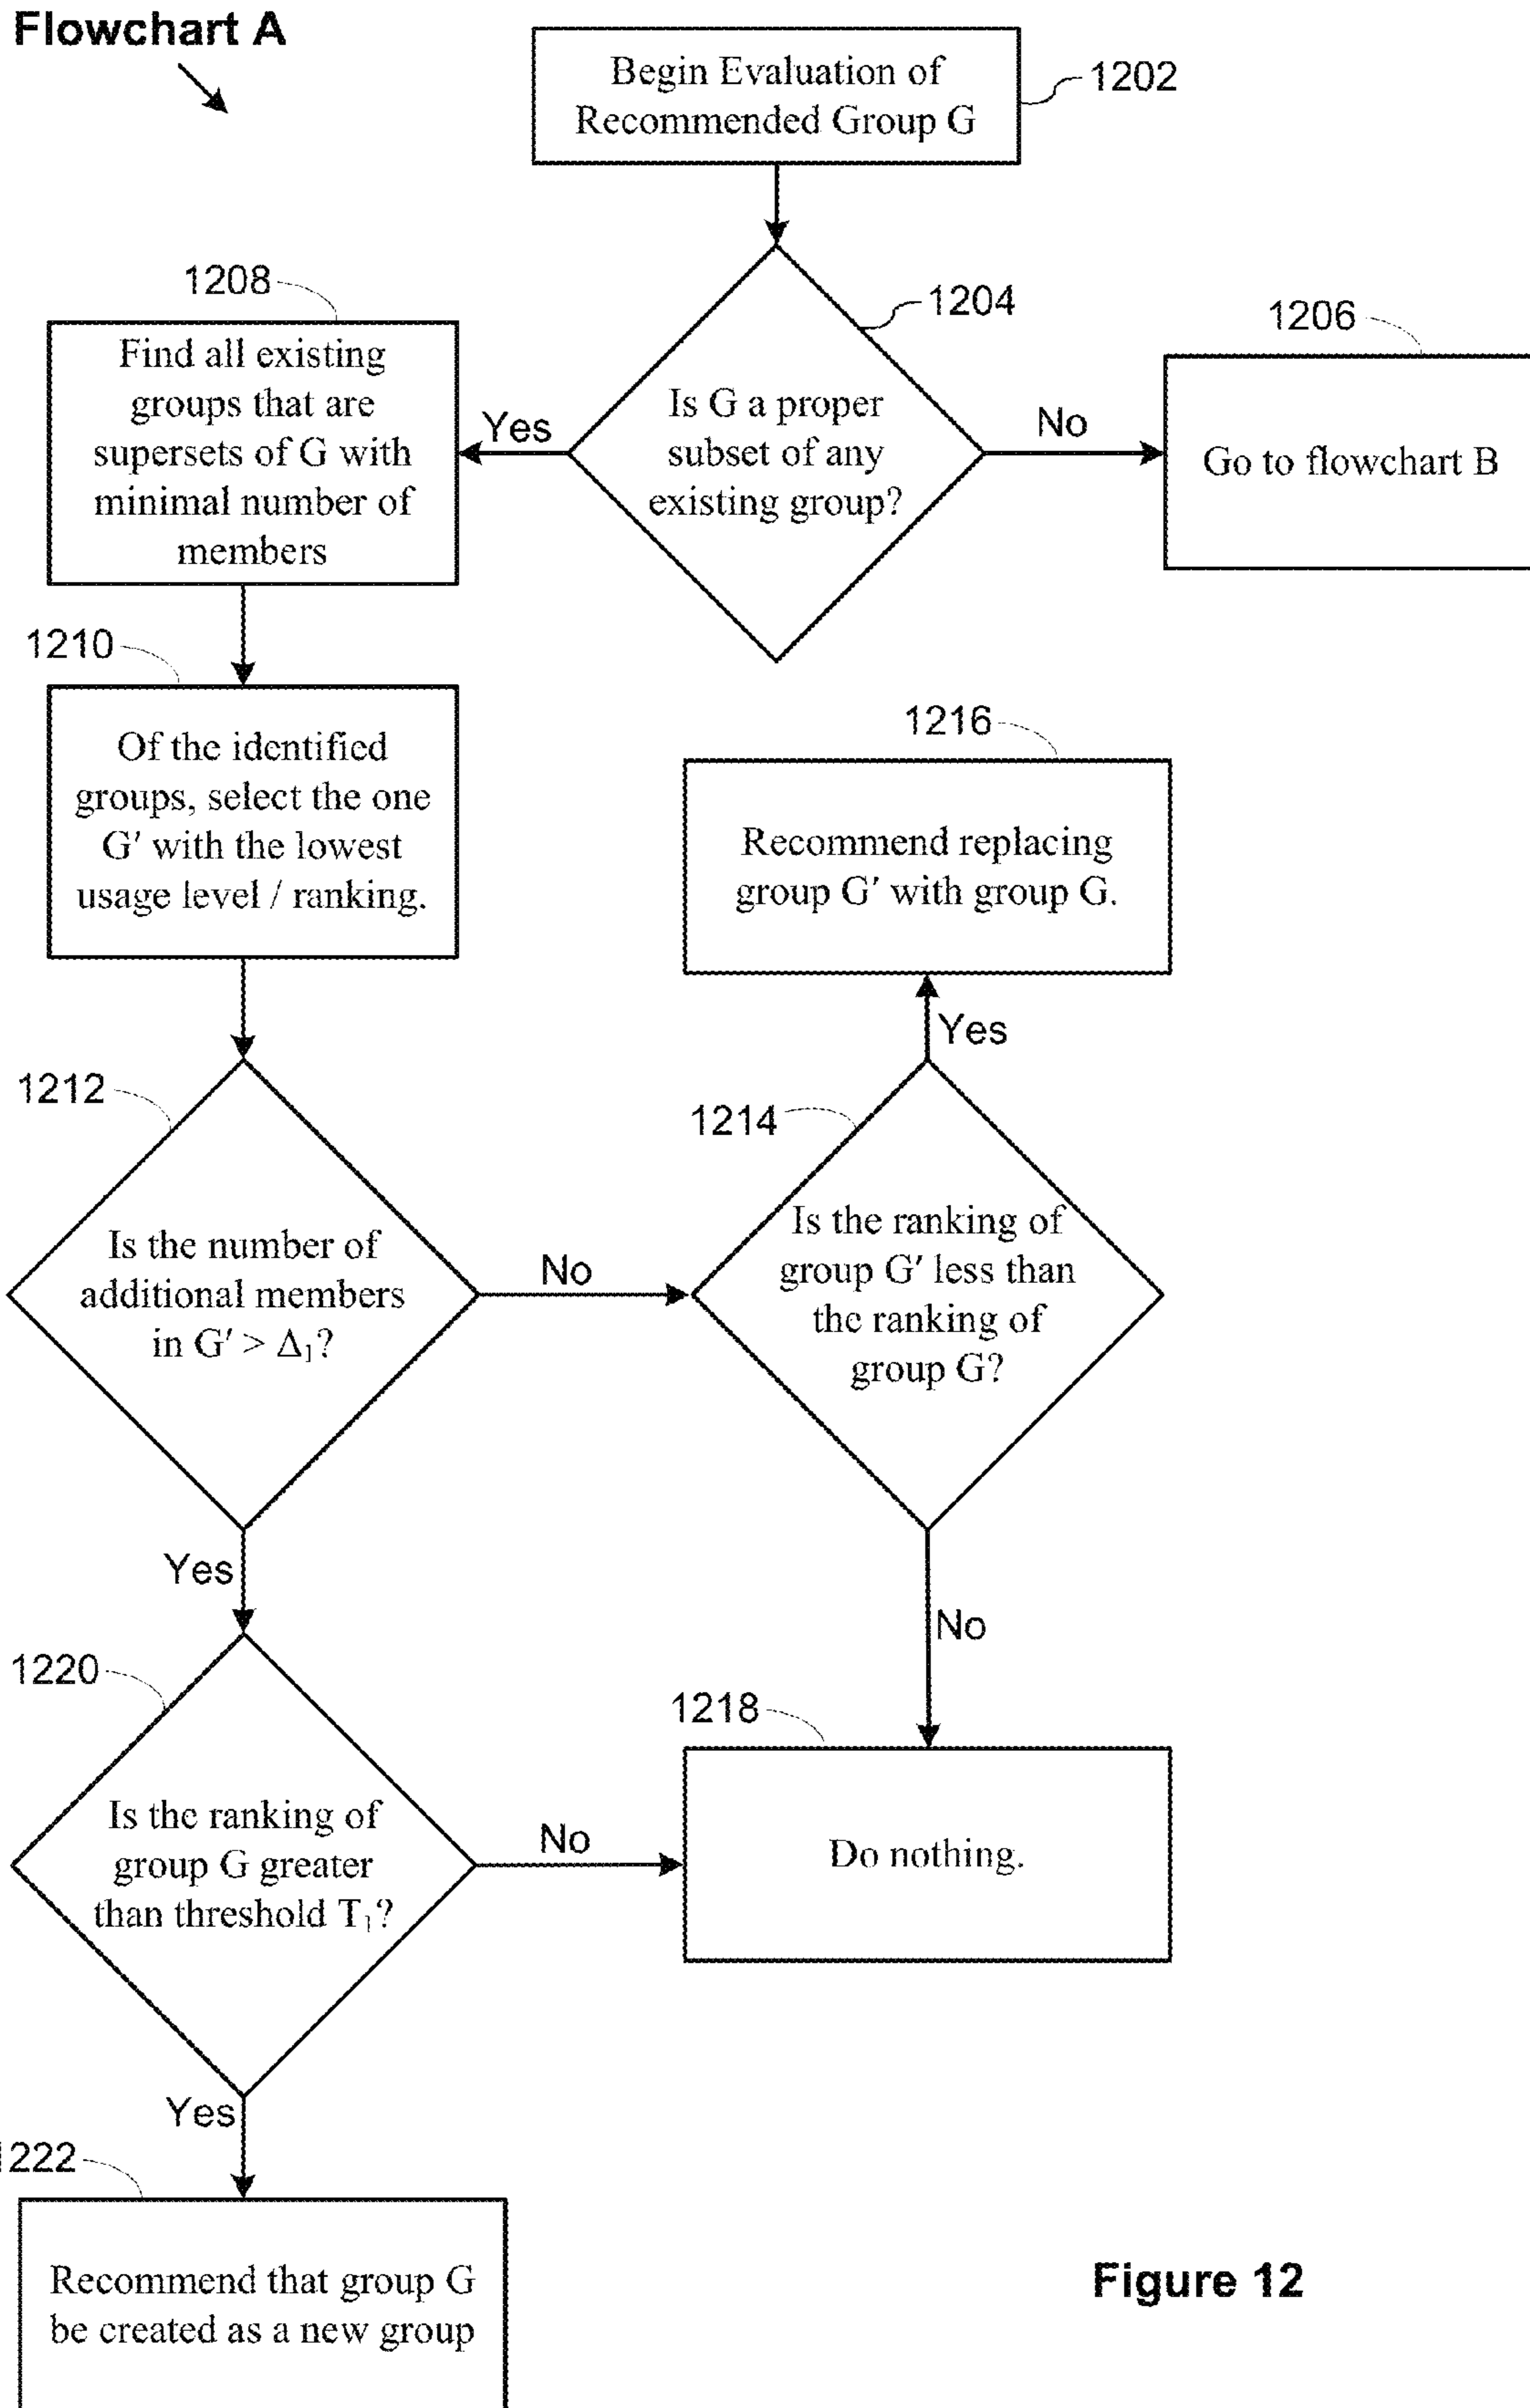 Flowchart A
Begin Evaluation of
Recommended Group G
1202
1204
Is G a proper
subset of any
existing group?
No
1206
Go to flowchart B
Yes
1208
Find all existing
groups that are
supersets of G with
minimal number of
members
1210
Of the identified
groups, select the one
G′ with the lowest
usage level / ranking.
1212
Is the number of
additional members
in G′ > Δ₁?
No
1214
Is the ranking of
group G′ less than
the ranking of
group G?
Yes
1216
Recommend replacing
group G′ with group G.
No
1218
Do nothing.
Yes
1220
Is the ranking of
group G greater
than threshold T₁?
No
Yes
1222
Recommend that group G
be created as a new group
Figure 12